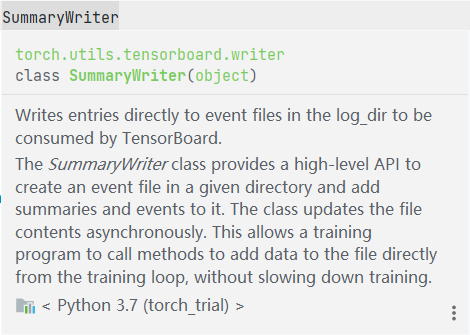 SummaryWriter
torch.utils.tensorboard.writer
class SummaryWriter(object)
Writes entries directly to event files in the log_dir to be
consumed by TensorBoard.
The SummaryWriter class provides a high-level API to
create an event file in a given directory and add
summaries and events to it. The class updates the file
contents asynchronously. This allows a training
program to call methods to add data to the file directly
from the training loop, without slowing down training.
< Python 3.7 (torch_trial) >